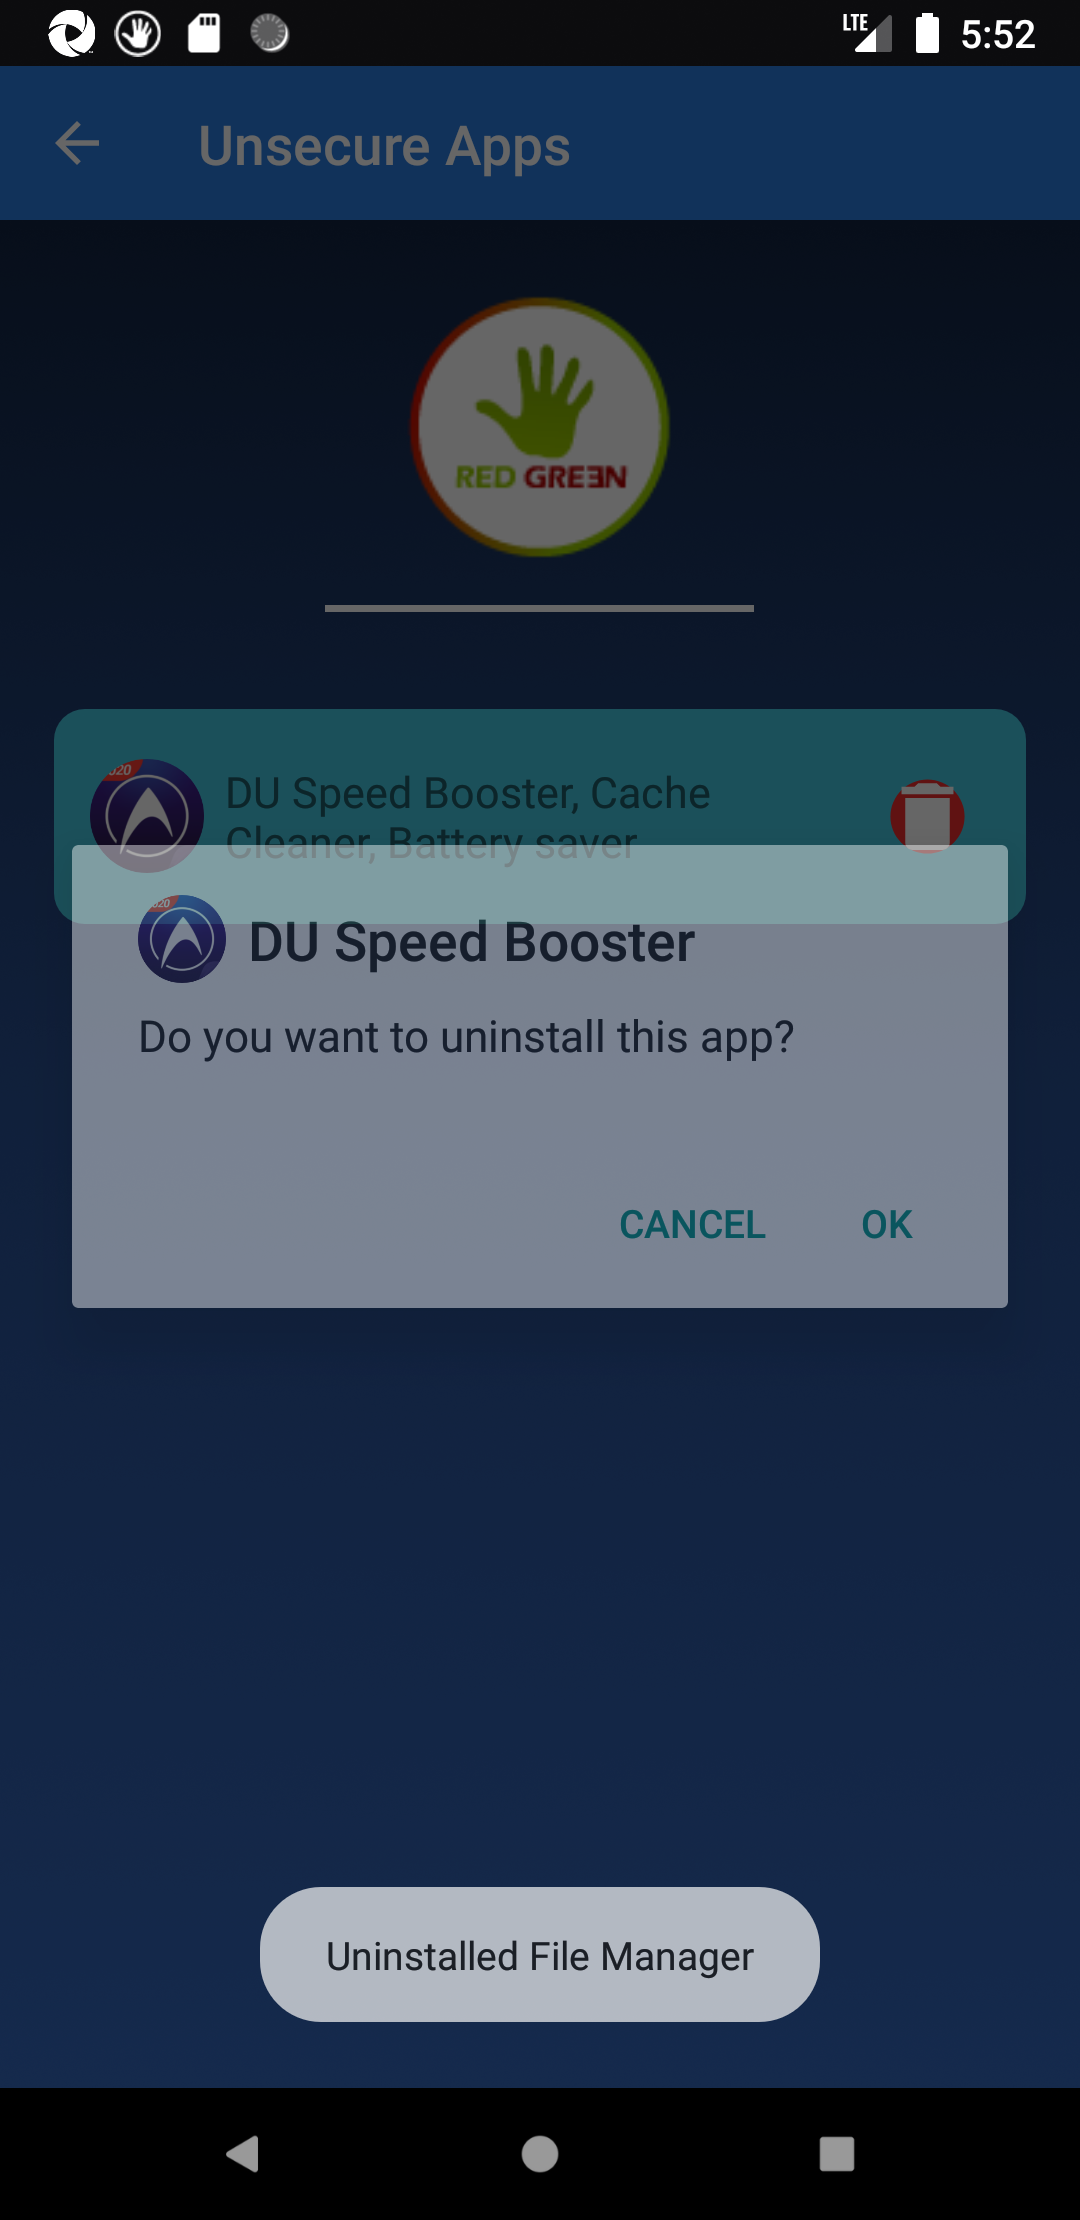 LTE 5:52
Unsecure Apps
RED GREEN
DU Speed Booster, Cache
Cleaner, Battery saver
DU Speed Booster
Do you want to uninstall this app?
CANCEL OK
Uninstalled File Manager